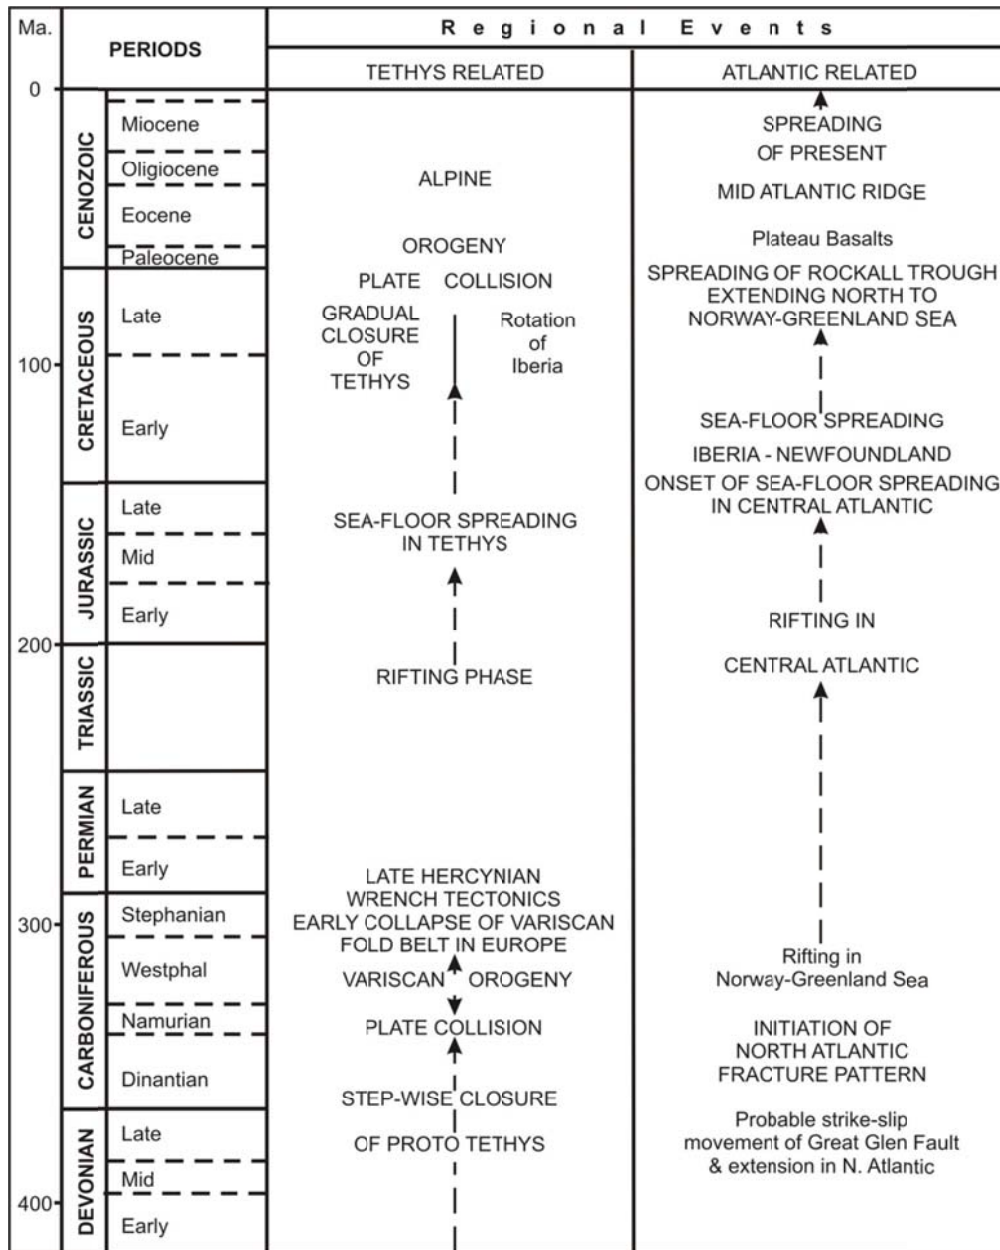 Ma.
PERIODS
Regional Events
TETHYS RELATED
ATLANTIC RELATED
0
100
200
300
400
CENOZOIC
Miocene
Oligiocene
Eocene
Paleocene
CRETACEOUS
Late
Early
JURASSIC
Late
Mid
Early
TRIASSIC
PERMIAN
Late
Early
CARBONIFEROUS
Stephanian
Westphal
Namurian
Dinantian
DEVONIAN
Late
Mid
Early
ALPINE
OROGENY
PLATE COLLISION
GRADUAL
CLOSURE
OF
TETHYS
Rotation
of
Iberia
SEA-FLOOR SPREADING
IN TETHYS
RIFTING PHASE
LATE HERCYNIAN
WRENCH TECTONICS
EARLY COLLAPSE OF VARISCAN
FOLD BELT IN EUROPE
VARISCAN OROGENY
PLATE COLLISION
STEP-WISE CLOSURE
OF PROTO TETHYS
SPREADING
OF PRESENT
MID ATLANTIC RIDGE
Plateau Basalts
SPREADING OF ROCKALL TROUGH
EXTENDING NORTH TO
NORWAY-GREENLAND SEA
SEA-FLOOR SPREADING
IBERIA - NEWFOUNDLAND
ONSET OF SEA-FLOOR SPREADING
IN CENTRAL ATLANTIC
RIFTING IN
CENTRAL ATLANTIC
Rifting in
Norway-Greenland Sea
INITIATION OF
NORTH ATLANTIC
FRACTURE PATTERN
Probable strike-slip
movement of Great Glen Fault
& extension in N. Atlantic